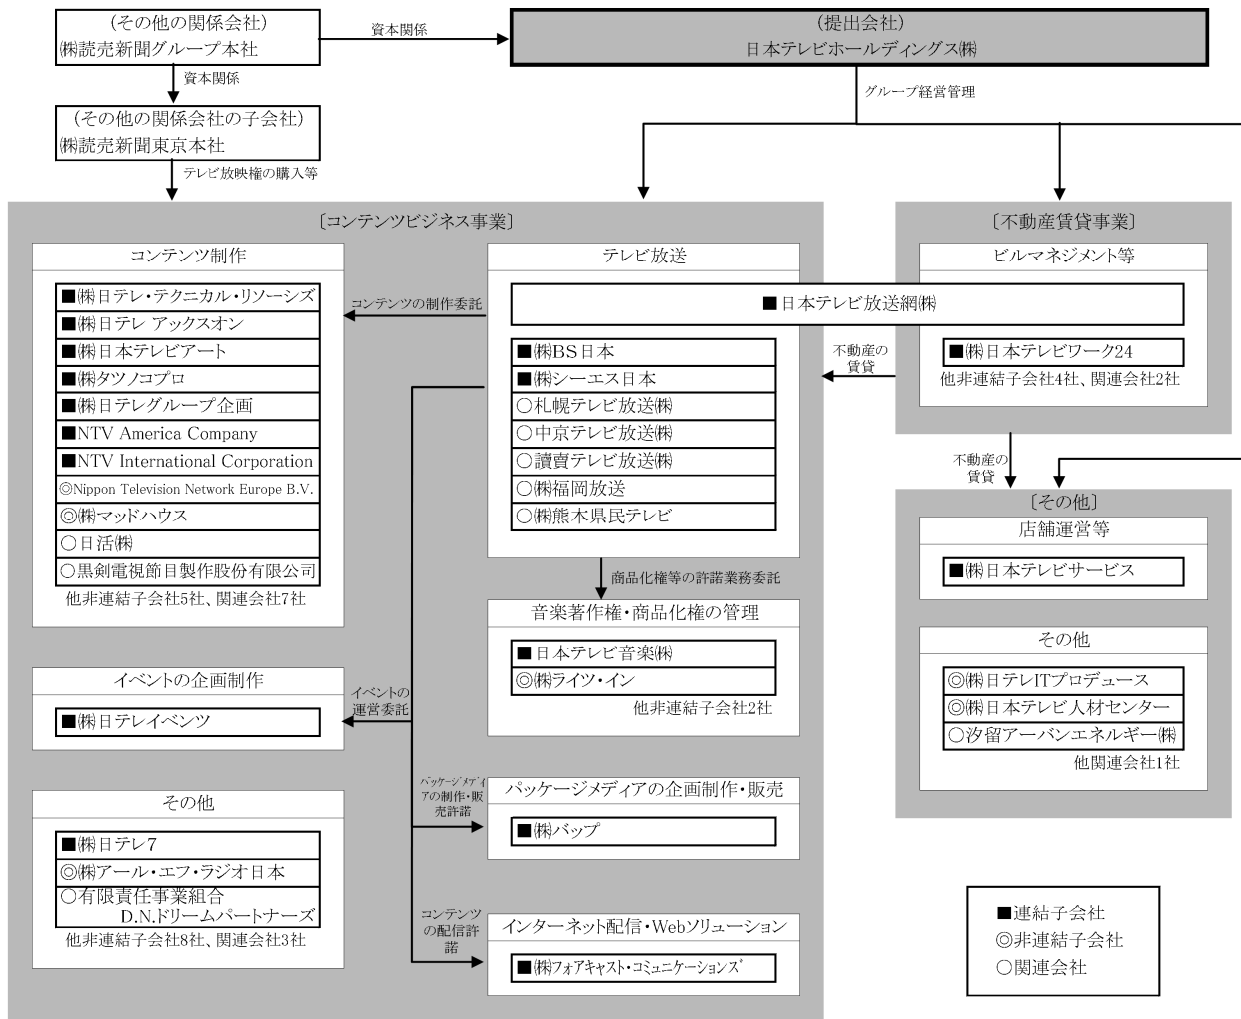 (その他の関係会社)
㈱読売新聞グループ本社
資本関係
(提出会社)
日本テレビホールディングス㈱
資本関係
グループ経営管理
(その他の関係会社の子会社)
㈱読売新聞東京本社
テレビ放映権の購入等
〔コンテンツビジネス事業〕
コンテンツ制作
■㈱日テレ・テクニカル・リソーシズ
■㈱日テレ アックスオン
■㈱日本テレビアート
■㈱タツノコプロ
■㈱日テレグループ企画
■NTV America Company
■NTV International Corporation
◎Nippon Television Network Europe B.V.
◎㈱マッドハウス
○日活㈱
○黒剣電視節目製作股份有限公司
他非連結子会社5社、関連会社7社
コンテンツの制作委託
テレビ放送
■日本テレビ放送網㈱
■㈱BS日本
■㈱シーエス日本
○札幌テレビ放送㈱
○中京テレビ放送㈱
○讀賣テレビ放送㈱
○㈱福岡放送
○㈱熊本県民テレビ
商品化権等の許諾業務委託
音楽著作権・商品化権の管理
■日本テレビ音楽㈱
◎㈱ライツ・イン
他非連結子会社2社
イベントの企画制作
■㈱日テレイベンツ
イベントの
運営委託
その他
■㈱日テレ7
◎㈱アール・エフ・ラジオ日本
○有限責任事業組合
D.N.ドリームパートナーズ
他非連結子会社8社、関連会社3社
パッケージメディ
アの制作・販
売許諾
パッケージメディアの企画制作・販売
■㈱バップ
コンテンツ
の配信許
諾
インターネット配信・Webソリューション
■㈱フォアキャスト・コミュニケーションズ
〔不動産賃貸事業〕
ビルマネジメント等
■㈱日本テレビワーク24
他非連結子会社4社、関連会社2社
不動産の
賃貸
不動産の
賃貸
〔その他〕
店舗運営等
■㈱日本テレビサービス
その他
◎㈱日テレITプロデュース
◎㈱日本テレビ人材センター
○汐留アーバンエネルギー㈱
他関連会社1社
■連結子会社
◎非連結子会社
○関連会社